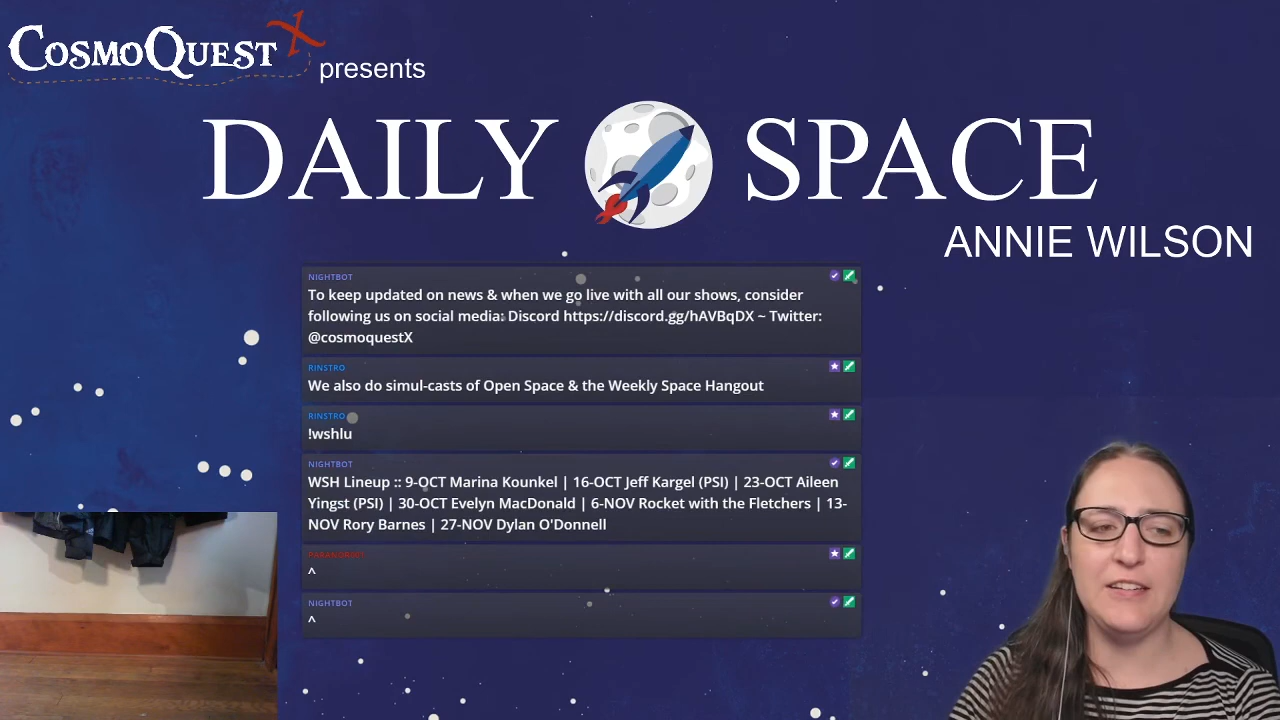 CosmoQuest X
presents
DAILY SPACE
ANNIE WILSON
NIGHTBOT
To keep updated on news & when we go live with all our shows, consider
following us on social media: Discord https://discord.gg/hAVBqDX ~ Twitter:
@cosmoquestX
RINSTRO
We also do simul-casts of Open Space & the Weekly Space Hangout
RINSTRO
!wshlu
NIGHTBOT
WSH Lineup :: 9-OCT Marina Kounkel | 16-OCT Jeff Kargel (PSI) | 23-OCT Aileen
Yingst (PSI) | 30-OCT Evelyn MacDonald | 6-NOV Rocket with the Fletchers | 13-
NOV Rory Barnes | 27-NOV Dylan O'Donnell
^
NIGHTBOT
^